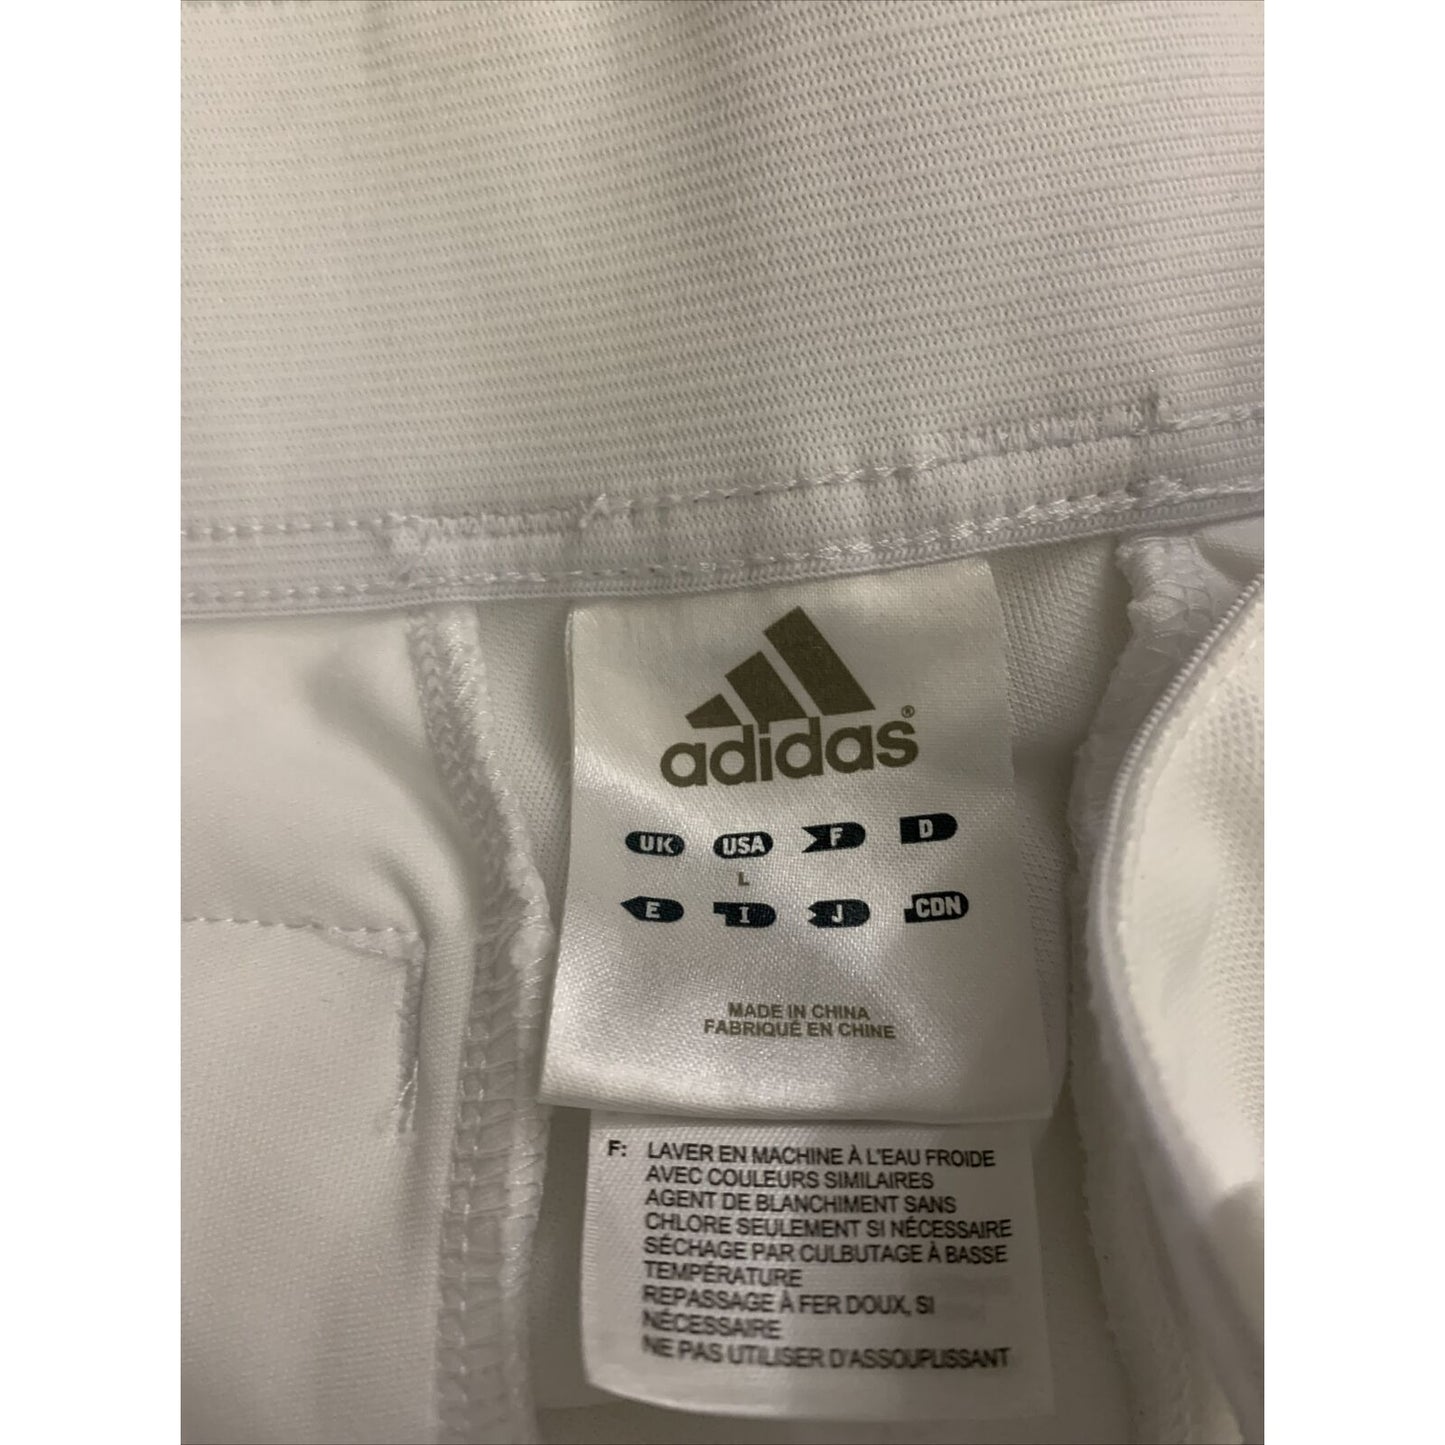 adidas®
UK USA F D
L
E I J CDN
MADE IN CHINA
FABRIQUÉ EN CHINE
F: LAVER EN MACHINE À L'EAU FROIDE
AVEC COULEURS SIMILAIRES
AGENT DE BLANCHIMENT SANS
CHLORE SEULEMENT SI NÉCESSAIRE
SÉCHAGE PAR CULBUTAGE À BASSE
TEMPÉRATURE
REPASSAGE À FER DOUX, SI
NÉCESSAIRE
NE PAS UTILISER D'ASSOUPLISSANT